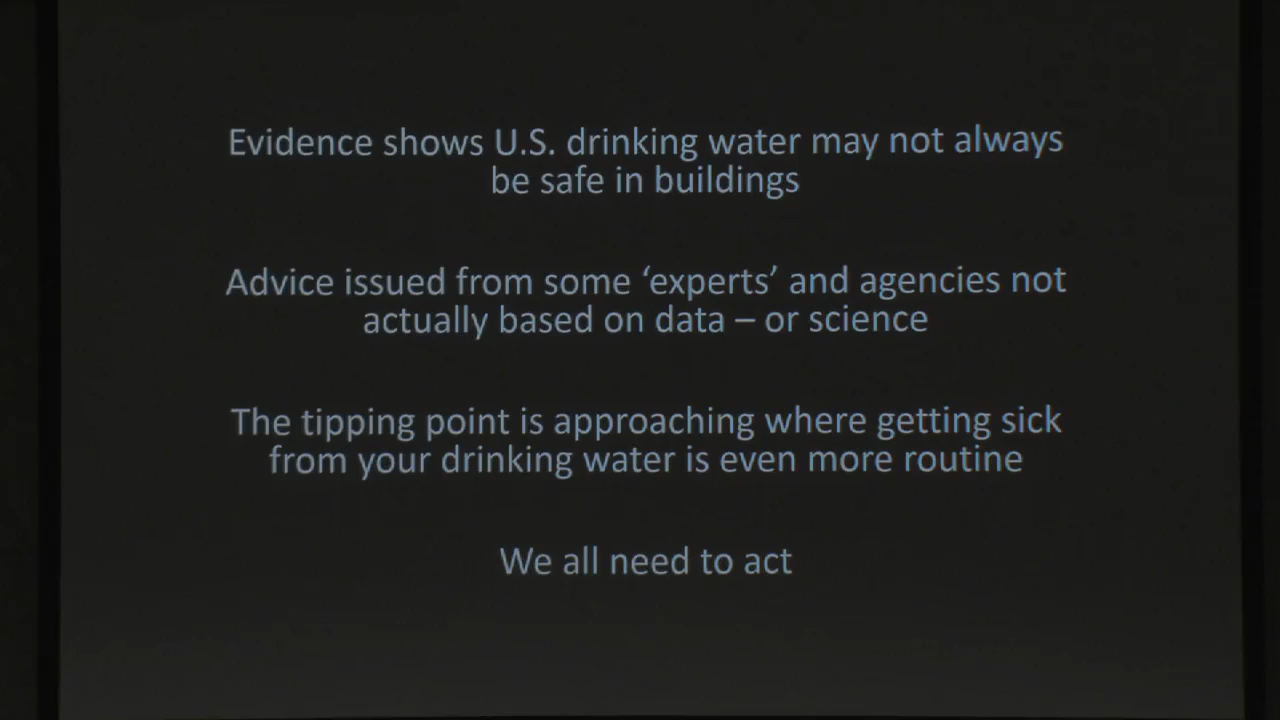 Evidence shows U.S. drinking water may not always
be safe in buildings
Advice issued from some ‘experts’ and agencies not
actually based on data – or science
The tipping point is approaching where getting sick
from your drinking water is even more routine
We all need to act